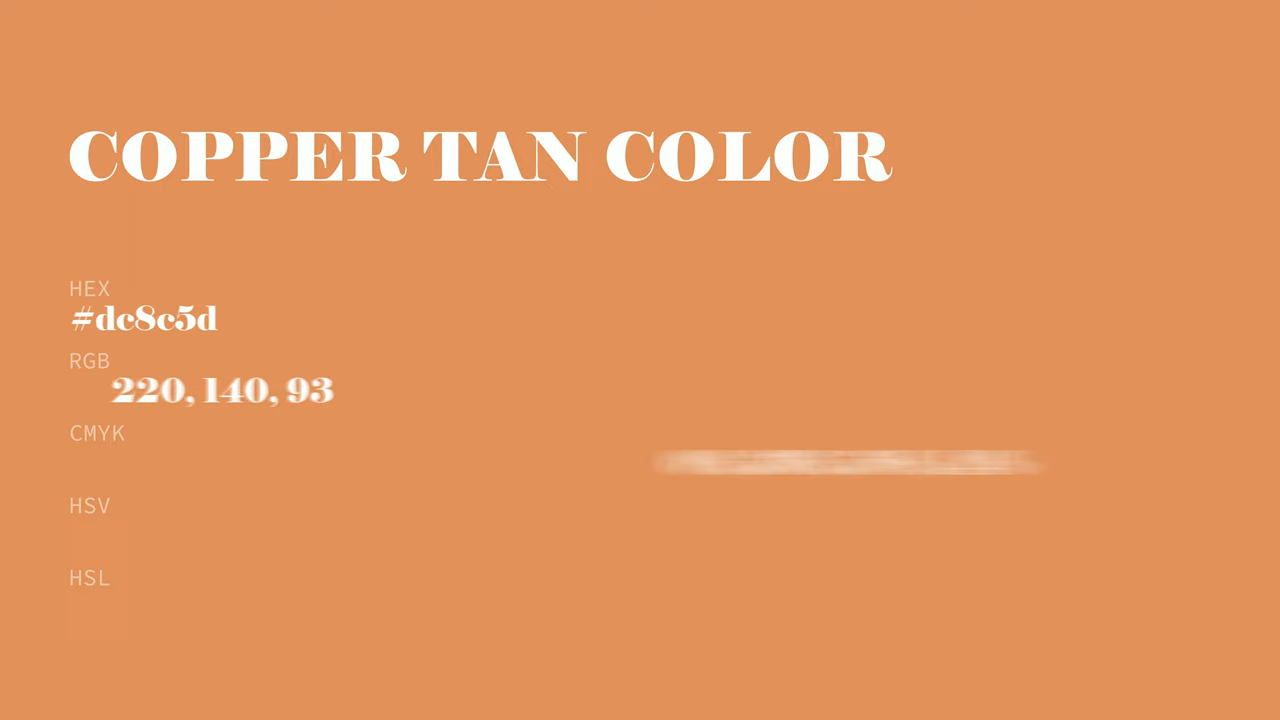 COPPER TAN COLOR
HEX
#dc8c5d
RGB
220, 140, 93
CMYK
HSV
HSL